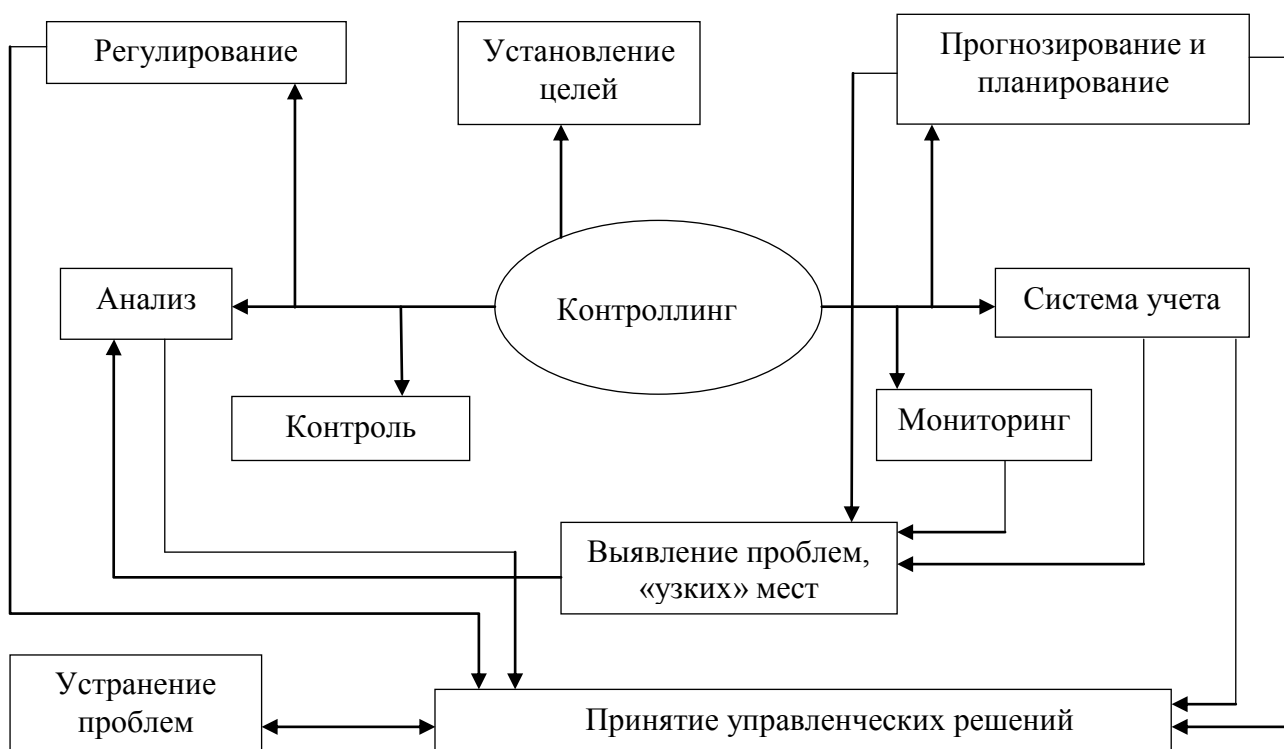 Регулирование
Установление
целей
Прогнозирование и
планирование
Анализ
Контроллинг
Система учета
Контроль
Мониторинг
Выявление проблем,
«узких» мест
Устранение
проблем
Принятие управленческих решений